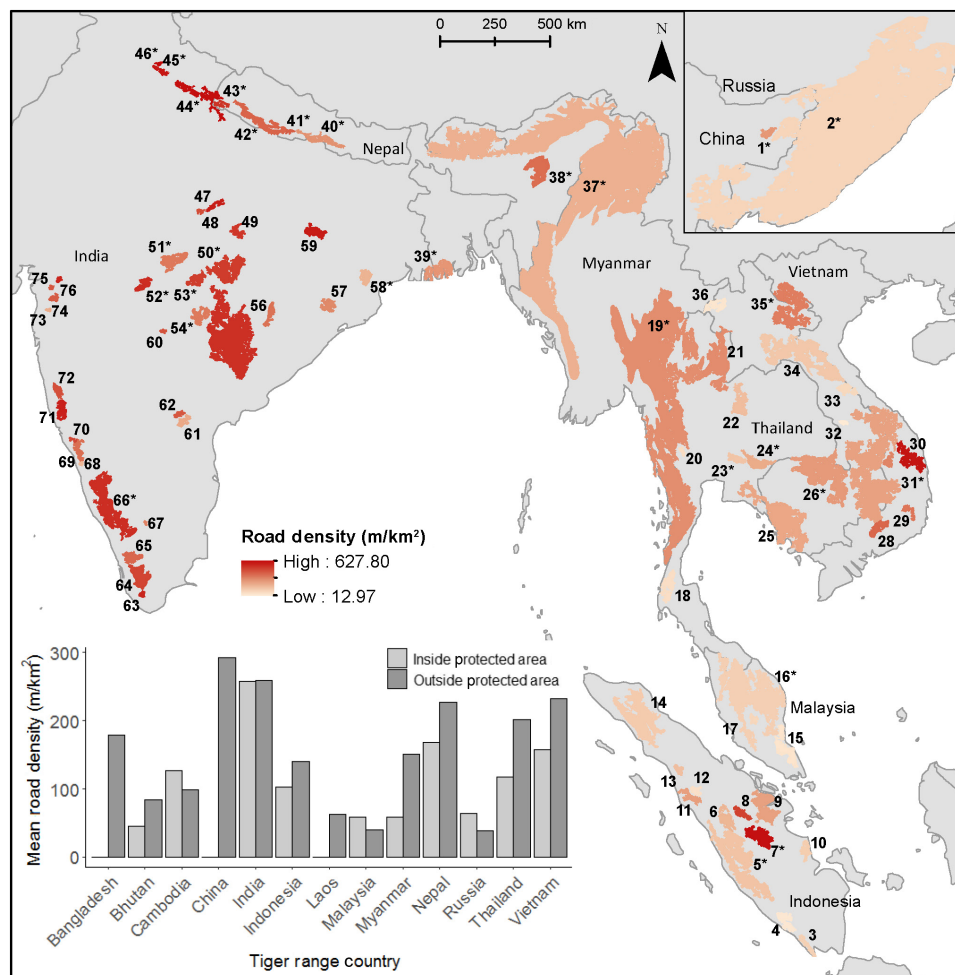 0 250 500 km
N
46* 45*
44* 43*
42* 41* 40*
Nepal
Russia
China
1* 2*
38* 37*
47
48 49
59
India
51* 50*
39*
Myanmar
Vietnam
75
76
52* 53*
58*
57
36
35*
74
73
54* 56
60
19*
21
34
72
71
62
61
22
33
Thailand
32
30
70
69 68
20
24*
23*
31*
66*
67
26*
29
65
25
28
64
63
18
Road density (m/km²)
High : 627.80
Low : 12.97
300
200
100
0
Mean road density (m/km²)
Inside protected area
Outside protected area
Bangladesh
Bhutan
Cambodia
China
India
Indonesia
Laos
Malaysia
Myanmar
Nepal
Russia
Thailand
Vietnam
Tiger range country
16*
14
Malaysia
17 15
13 12
8 9
11 6
7* 10
5*
Indonesia
4 3